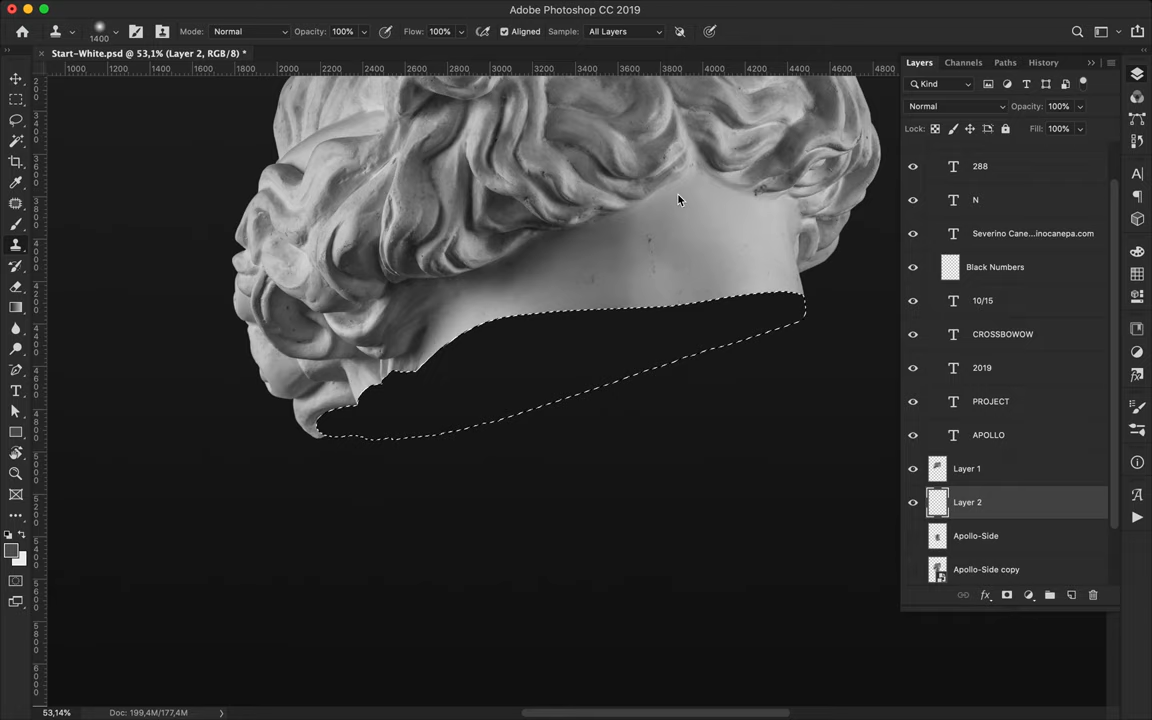 Adobe Photoshop CC 2019
1400
Mode: Normal
Opacity: 100%
Flow: 100%
Aligned
Sample: All Layers
Start-White.psd @ 53,1% (Layer 2, RGB/8) *
1000 1200 1400 1600 1800 2000 2200 2400 2600 2800 3000 3200 3400 3600 3800 4000 4200 4400 4600 4800
Layers Channels Paths History
Kind
Normal Opacity: 100%
Lock: Fill: 100%
288
N
Severino Cane...inocanepa.com
Black Numbers
10/15
CROSSBOWOW
2019
PROJECT
APOLLO
Layer 1
Layer 2
Apollo-Side
Apollo-Side copy
fx
53,14% Doc: 199,4M/177,4M